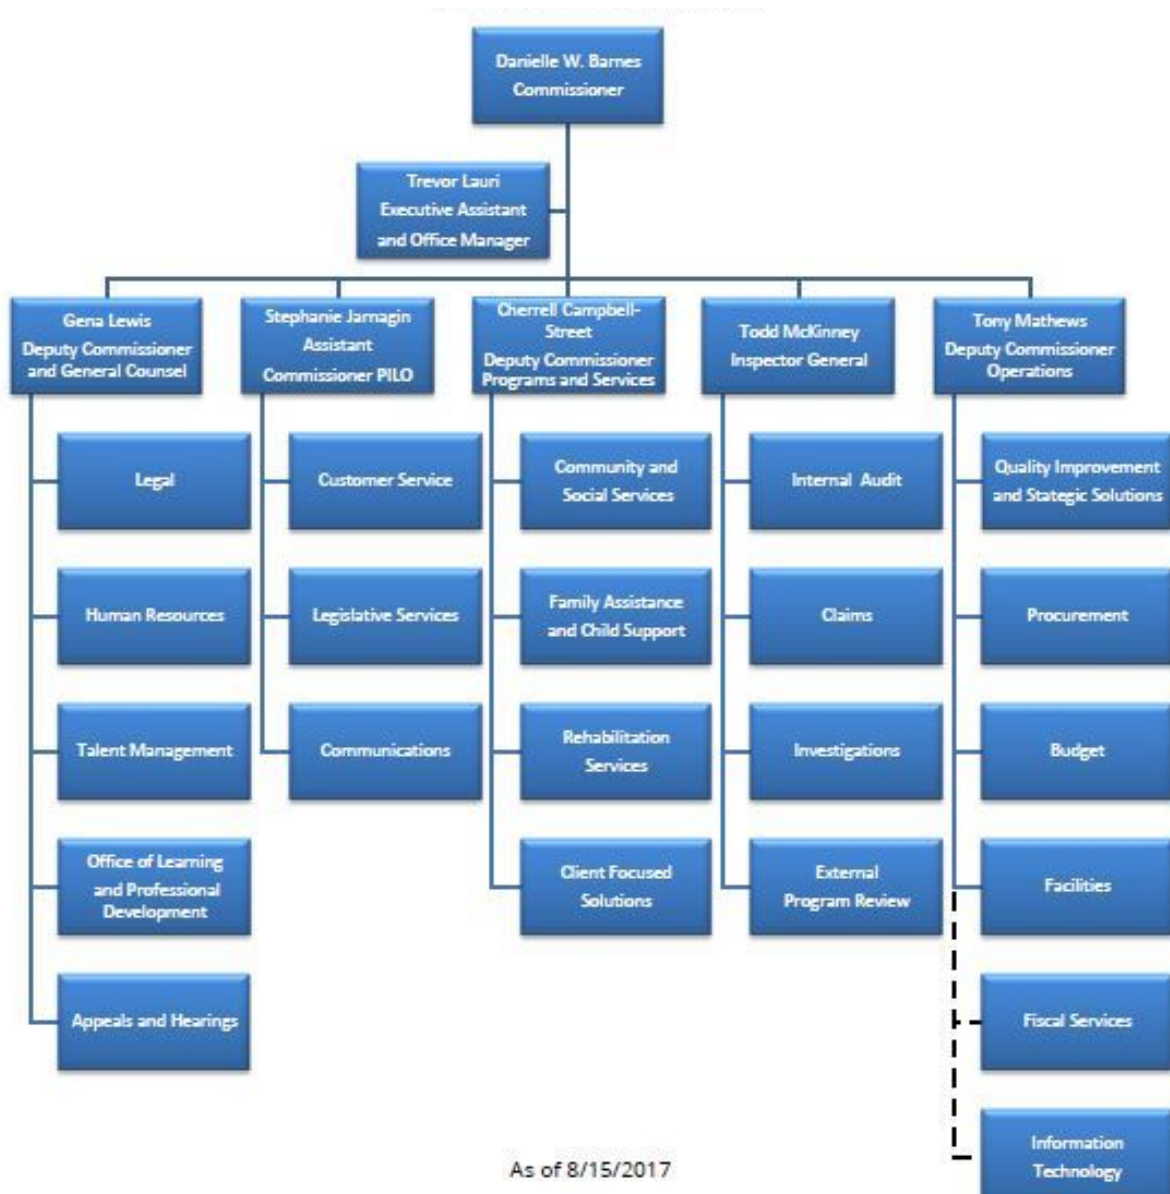 Danielle W. Barnes
Commissioner
Trevor Lauri
Executive Assistant
and Office Manager
Gena Lewis
Deputy Commissioner
and General Counsel
Stephanie Jarnagin
Assistant
Commissioner PILO
Cherrell Campbell-
Street
Deputy Commissioner
Programs and Services
Todd McKinney
Inspector General
Tony Mathews
Deputy Commissioner
Operations
Legal
Human Resources
Talent Management
Office of Learning
and Professional
Development
Appeals and Hearings
Customer Service
Legislative Services
Communications
Community and
Social Services
Family Assistance
and Child Support
Rehabilitation
Services
Client Focused
Solutions
Internal Audit
Claims
Investigations
External
Program Review
Quality Improvement
and Stategic Solutions
Procurement
Budget
Facilities
Fiscal Services
Information
Technology
As of 8/15/2017